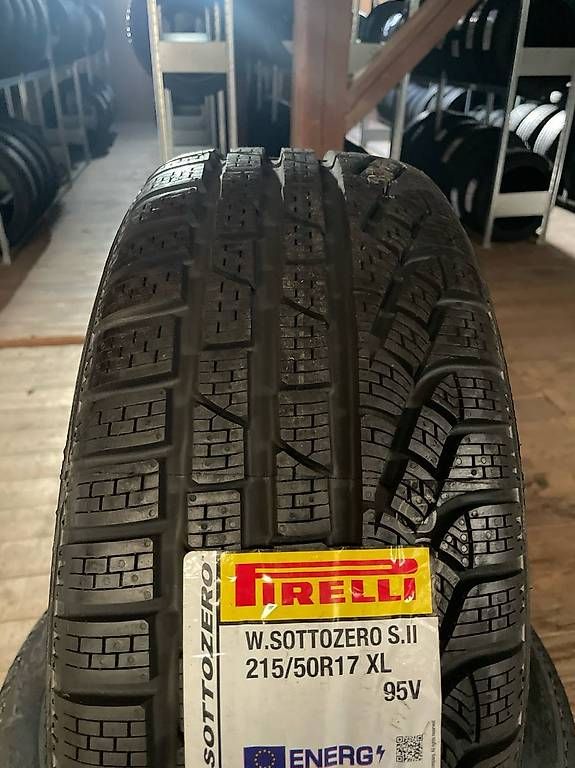 PIRELLI
W.SOTTOZERO S.II
215/50R17 XL
95V
SOTTOZERO
ENERG